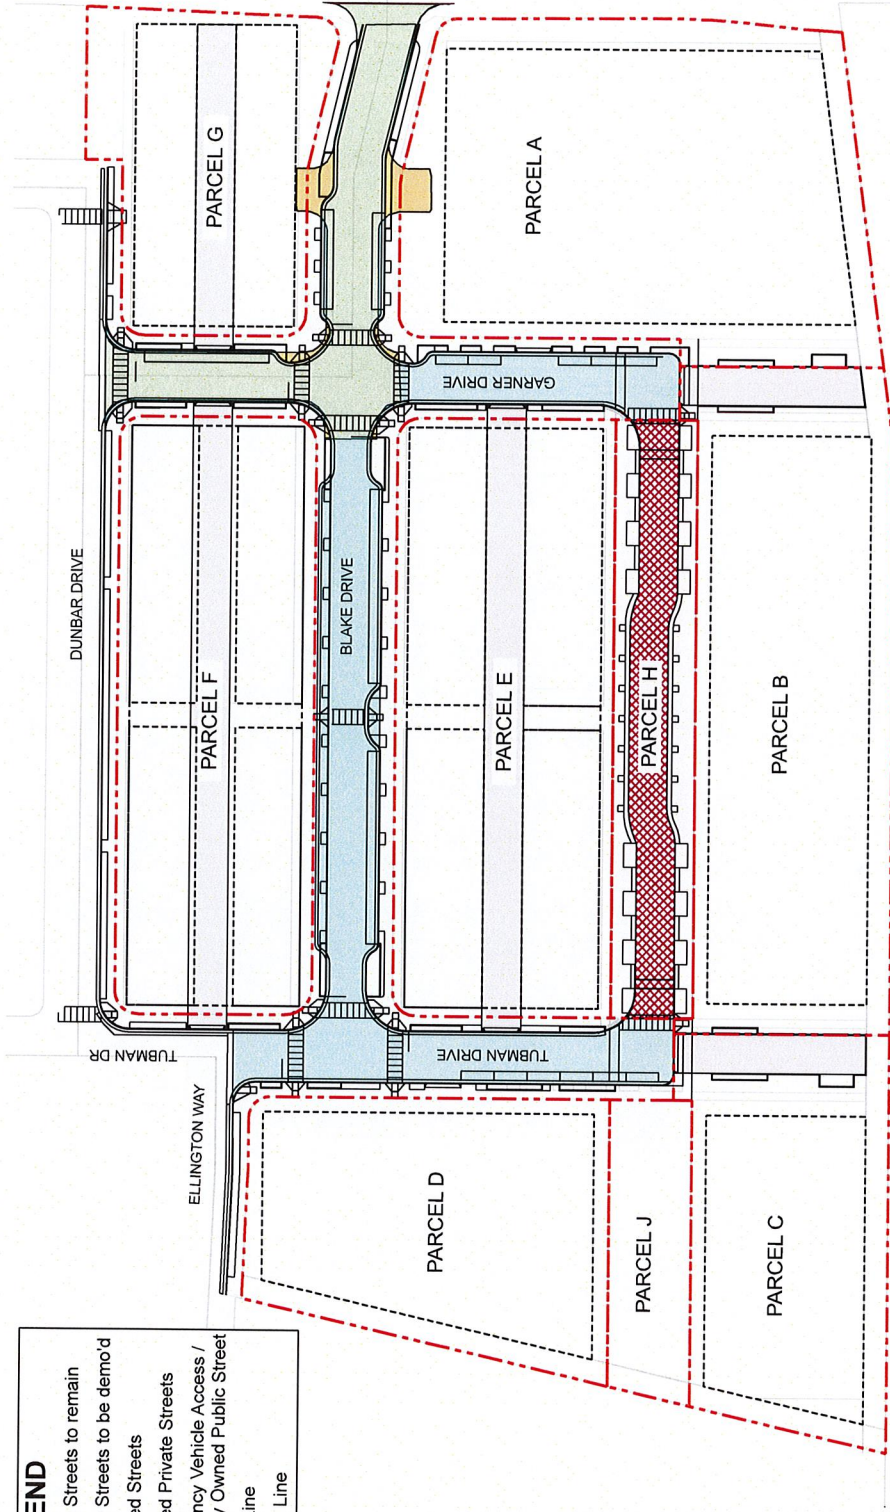 PARCEL G
PARCEL A
GARNER DRIVE
DUNBAR DRIVE
PARCEL F
BLAKE DRIVE
PARCEL E
PARCEL H
PARCEL B
TUBMAN DR
TUBMAN DRIVE
ELLINGTON WAY
PARCEL D
PARCEL J
PARCEL C
END
Streets to remain
Streets to be demo'd
ed Streets
ed Private Streets
ncy Vehicle Access /
y Owned Public Street
ine
Line